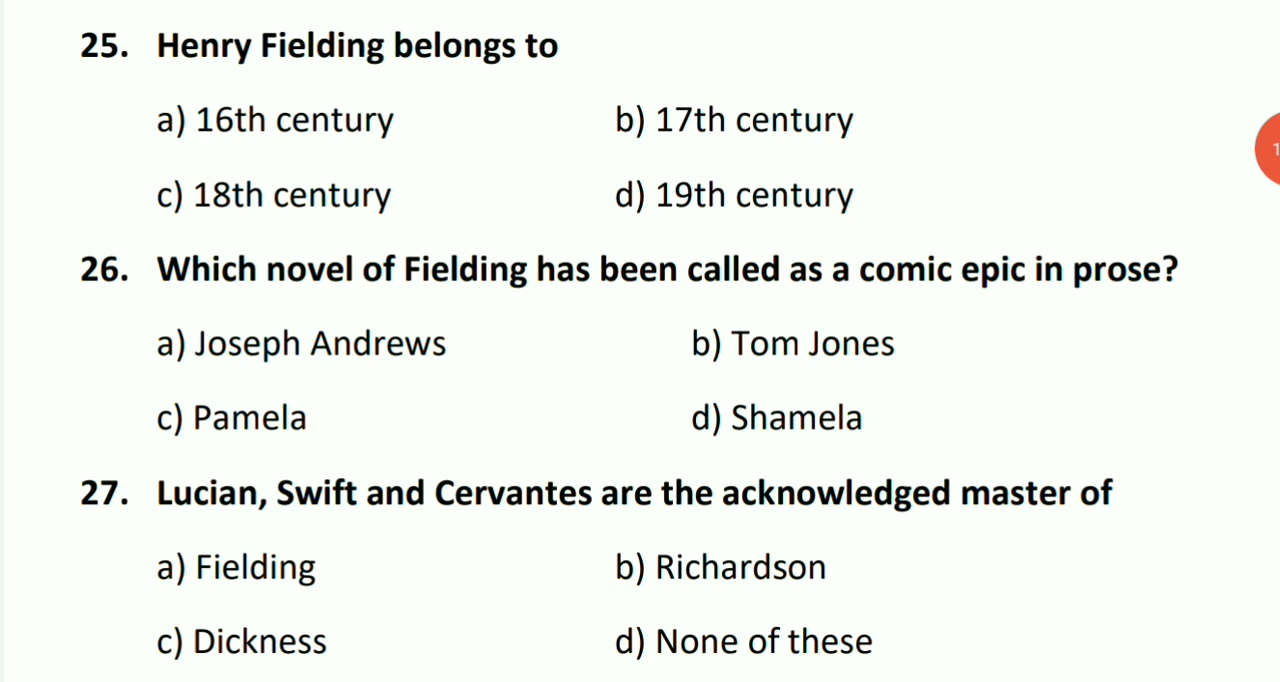 25. Henry Fielding belongs to
a) 16th century b) 17th century
c) 18th century d) 19th century
26. Which novel of Fielding has been called as a comic epic in prose?
a) Joseph Andrews b) Tom Jones
c) Pamela d) Shamela
27. Lucian, Swift and Cervantes are the acknowledged master of
a) Fielding b) Richardson
c) Dickness d) None of these